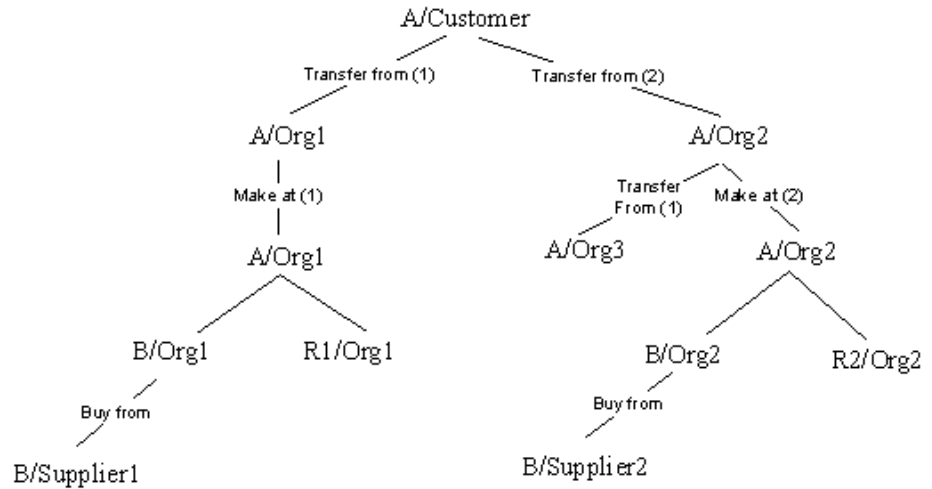 A/Customer
Transfer from (1)
Transfer from (2)
A/Org1
A/Org2
Make at (1)
Transfer
From (1)
Make at (2)
A/Org1
A/Org3
A/Org2
B/Org1
R1/Org1
B/Org2
R2/Org2
Buy from
Buy from
B/Supplier1
B/Supplier2